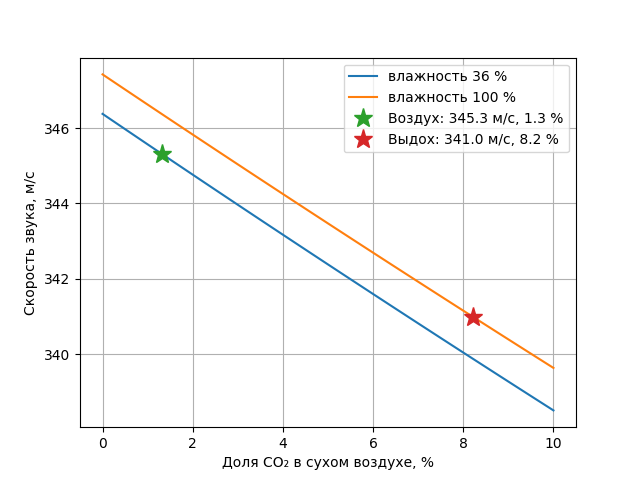 влажность 36 %
влажность 100 %
Воздух: 345.3 м/с, 1.3 %
Выдох: 341.0 м/с, 8.2 %
Скорость звука, м/с
346
344
342
340
0 2 4 6 8 10
Доля CO₂ в сухом воздухе, %